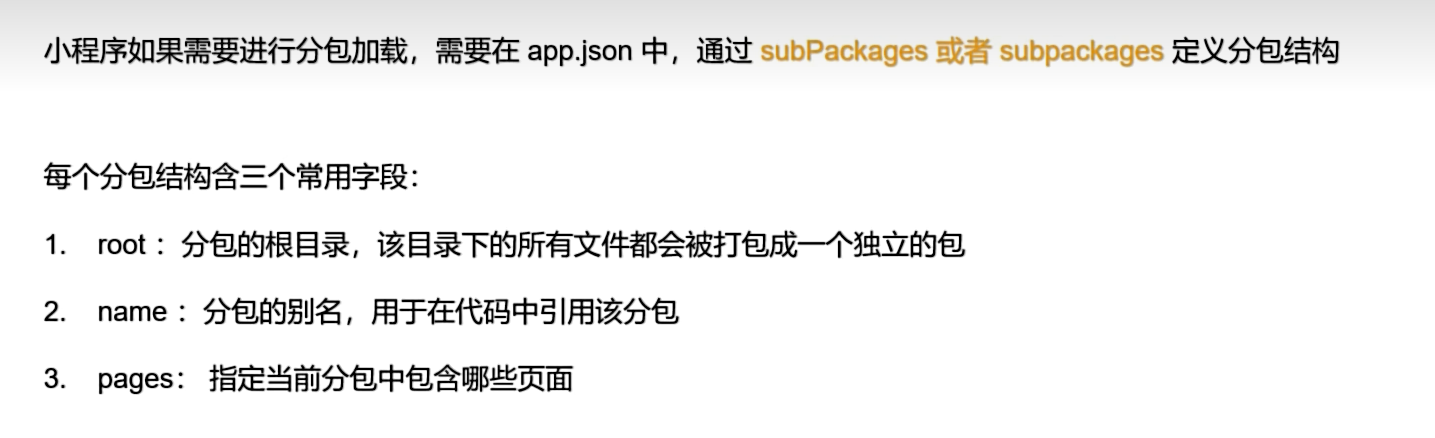 小程序如果需要进行分包加载，需要在 app.json 中，通过 subPackages 或者 subpackages 定义分包结构
每个分包结构含三个常用字段：
1. root ：分包的根目录，该目录下的所有文件都会被打包成一个独立的包
2. name ：分包的别名，用于在代码中引用该分包
3. pages： 指定当前分包中包含哪些页面